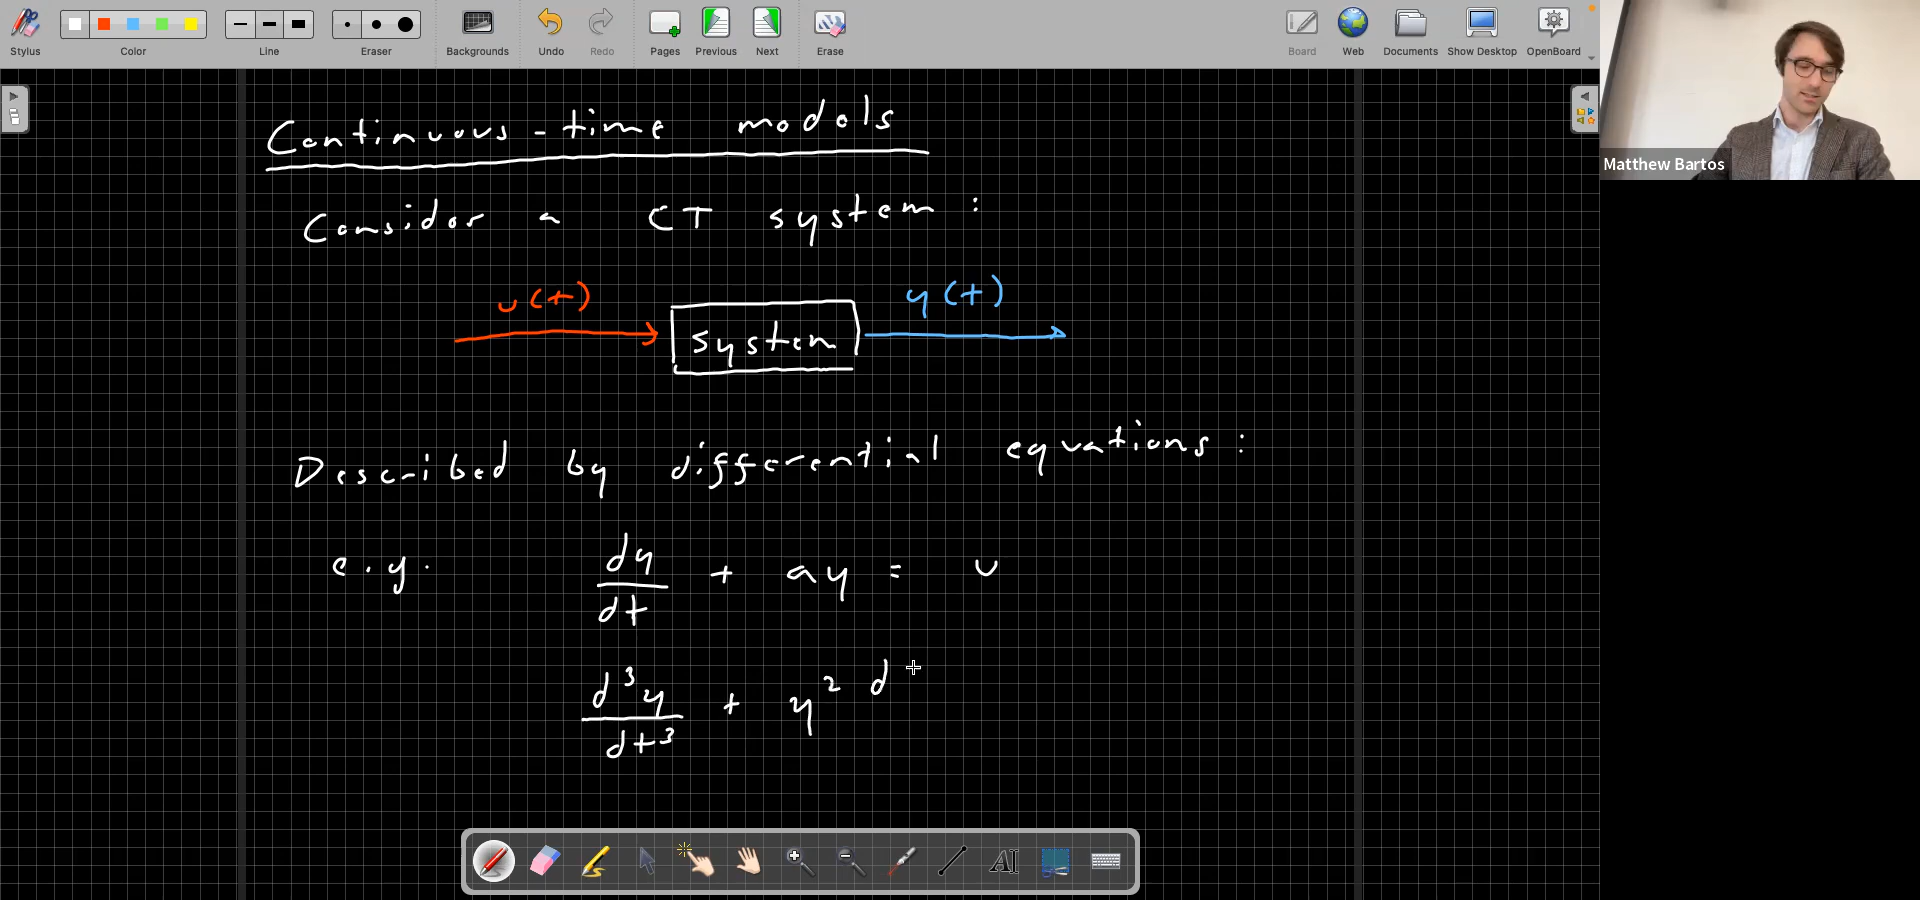 Stylus Color Line Eraser Backgrounds Undo Redo Pages Previous Next Erase Board Web Documents Show Desktop OpenBoard
Matthew Bartos
Continuous-time models
Consider a CT system:
u(t) system y(t)
Described by differential equations:
e.g. dy/dt + ay = u
d³y/dt³ + y² d
AI